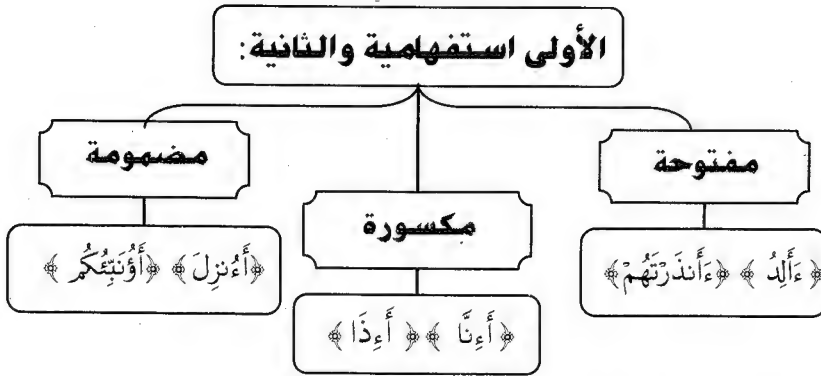 الأولى استفهامية والثانية:
مفتوحة
﴿ءَأَلِدُ﴾ ﴿ءَأَنذَرْتَهُمْ﴾
مكسورة
﴿أَءِنَّا﴾ ﴿أَءِذَا﴾
مضمومة
﴿أَءُنزِلَ﴾ ﴿أَؤُنَبِّئُكُم﴾